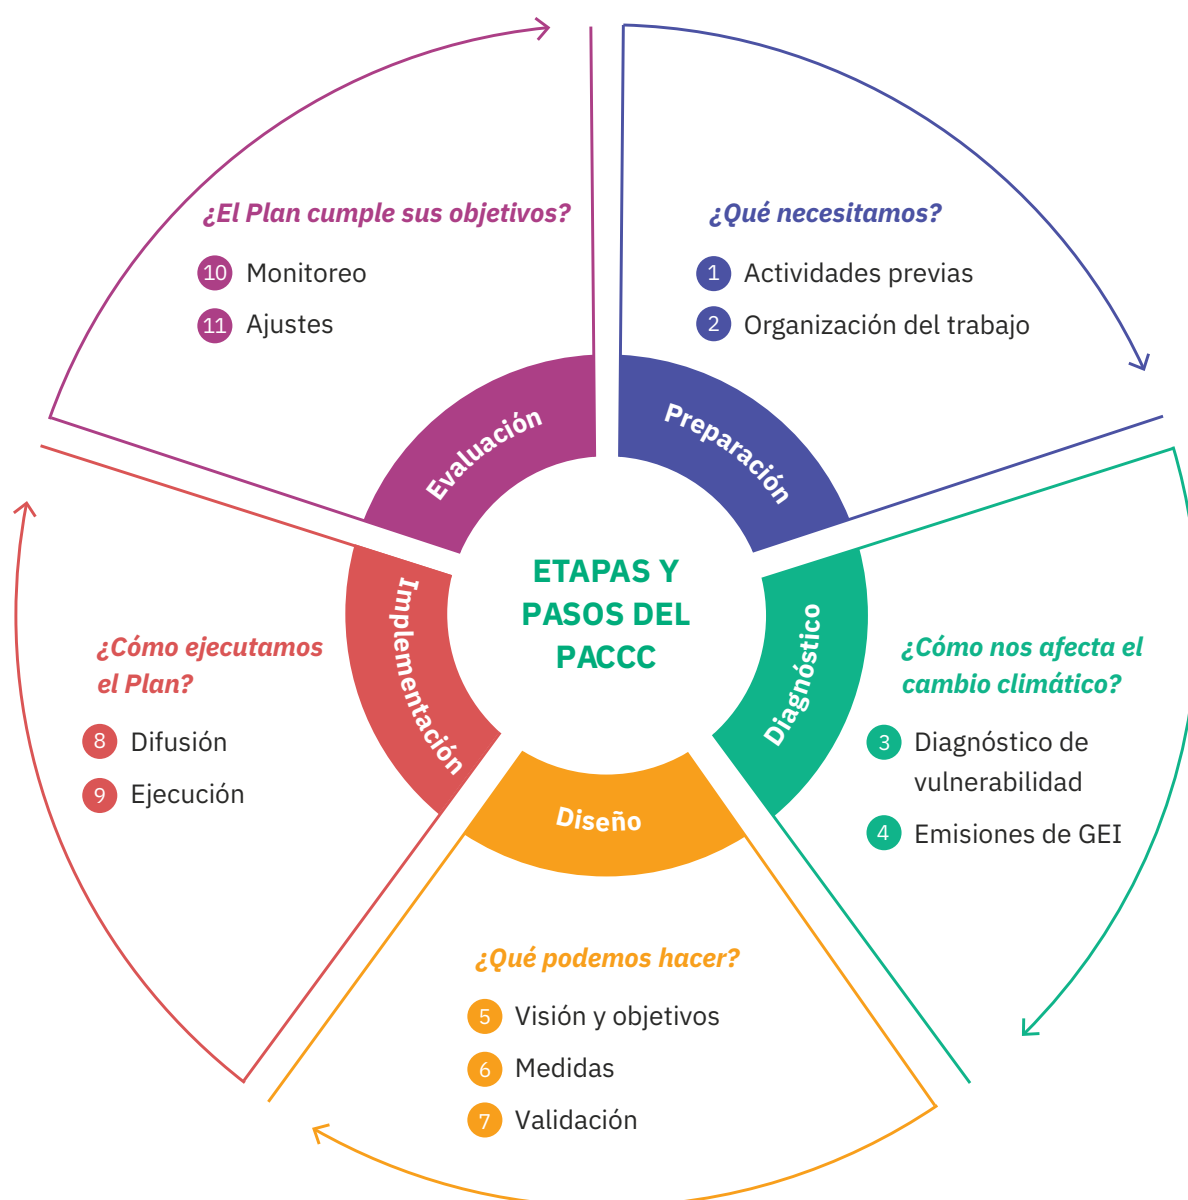 ETAPAS Y
PASOS DEL
PACCC
Preparación
¿Qué necesitamos?
1 Actividades previas
2 Organización del trabajo
Diagnóstico
¿Cómo nos afecta el
cambio climático?
3 Diagnóstico de
vulnerabilidad
4 Emisiones de GEI
Diseño
¿Qué podemos hacer?
5 Visión y objetivos
6 Medidas
7 Validación
Implementación
¿Cómo ejecutamos
el Plan?
8 Difusión
9 Ejecución
Evaluación
¿El Plan cumple sus objetivos?
10 Monitoreo
11 Ajustes